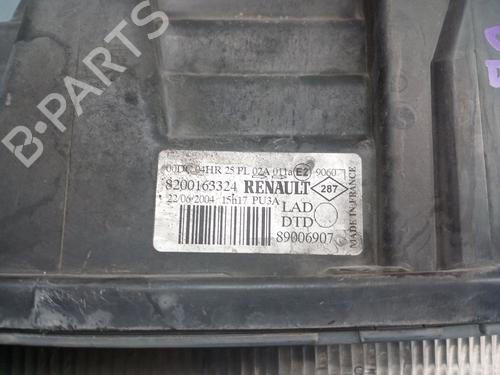 B-PARTS
00DC 04HR 25 PL 02A 011a E2 9060
8200163324 RENAULT 287
22/06/2004 15h17 PU3A
LAD
DTD
89006907
MADE IN FRANCE